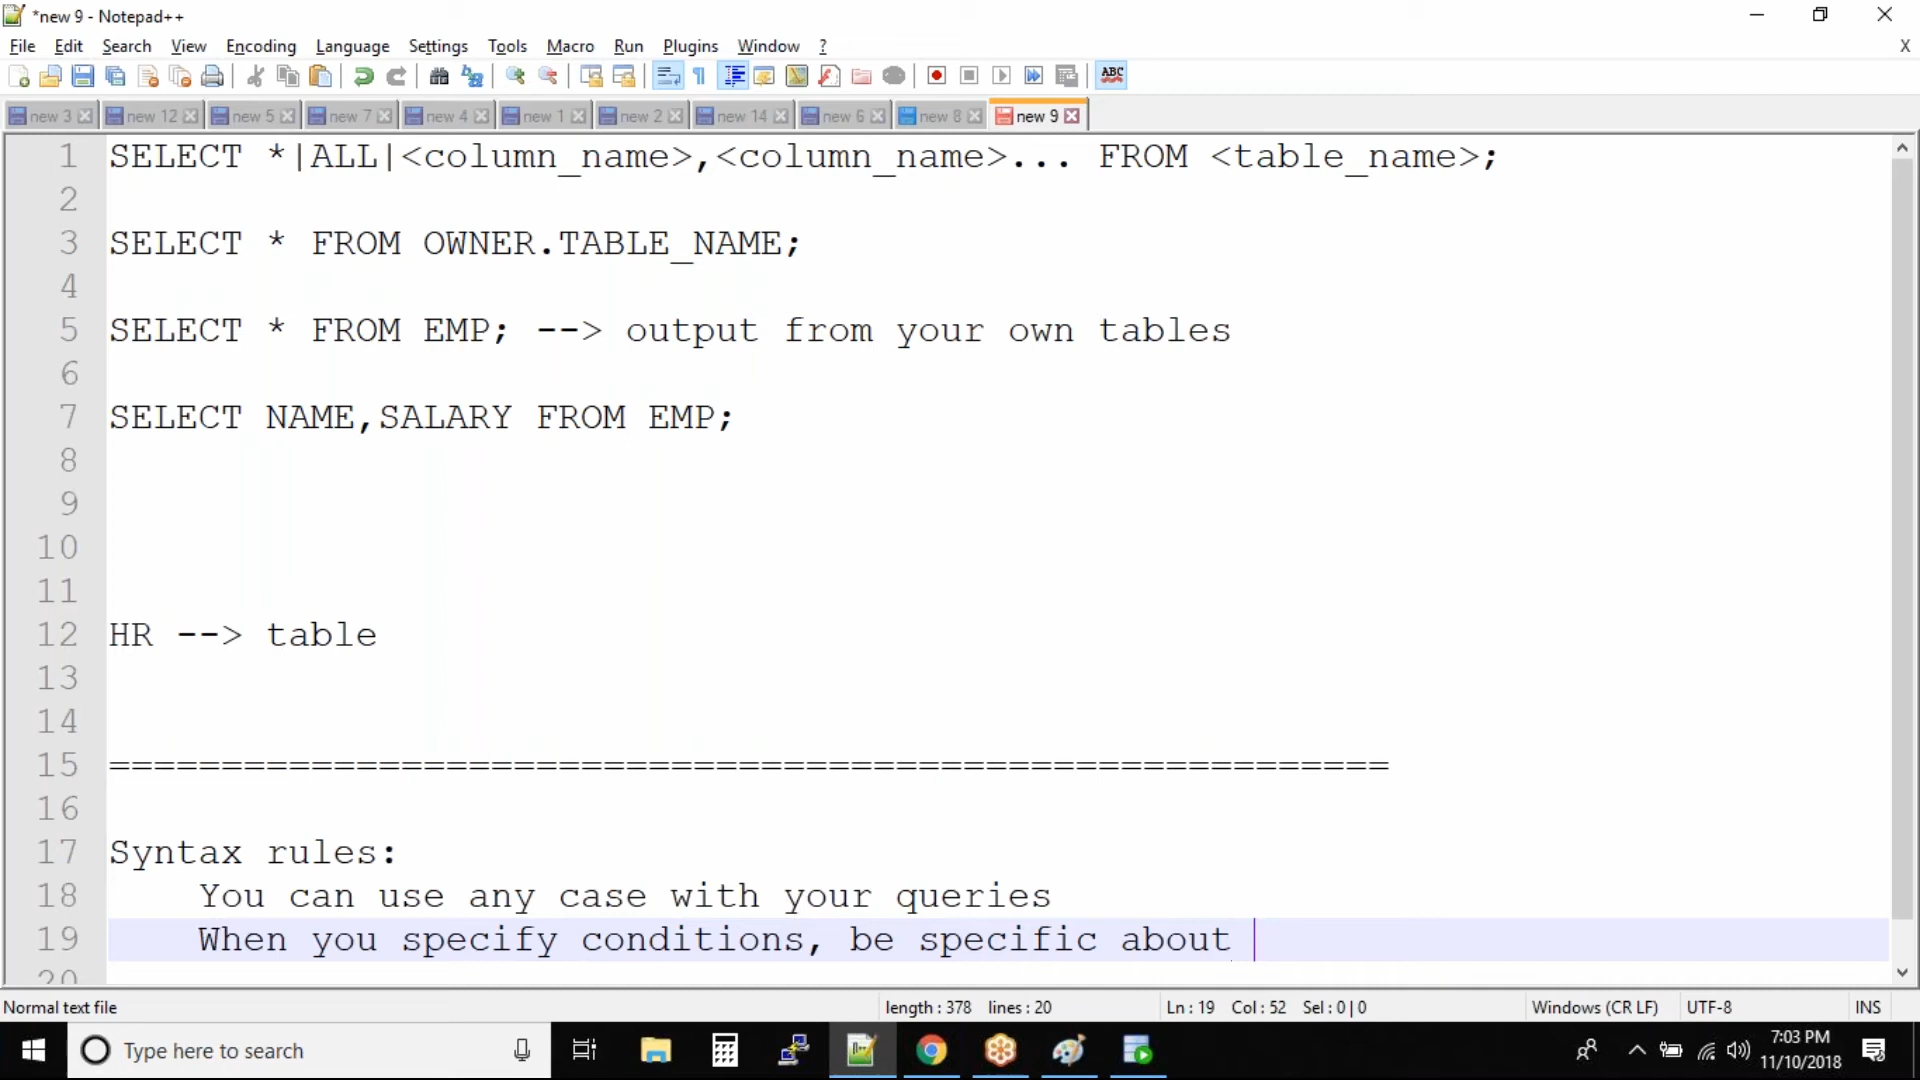 *new 9 - Notepad++
File Edit Search View Encoding Language Settings Tools Macro Run Plugins Window ? X
ABC
new 3 new 12 new 5 new 7 new 4 new 1 new 2 new 14 new 6 new 8 new 9
1 SELECT *|ALL|<column_name>,<column_name>... FROM <table_name>;
2
3 SELECT * FROM OWNER.TABLE_NAME;
4
5 SELECT * FROM EMP; --> output from your own tables
6
7 SELECT NAME,SALARY FROM EMP;
8
9
10
11
12 HR --> table
13
14
15 =========================================================
16
17 Syntax rules:
18 You can use any case with your queries
19 When you specify conditions, be specific about
20
Normal text file length : 378 lines : 20 Ln : 19 Col : 52 Sel : 0 | 0 Windows (CR LF) UTF-8 INS
Type here to search
7:03 PM
11/10/2018